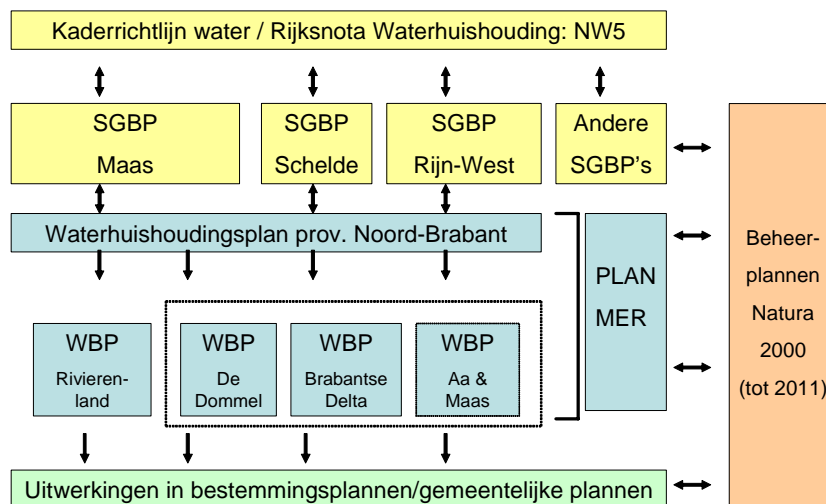 Kaderrichtlijn water / Rijksnota Waterhuishouding: NW5
SGBP
Maas
SGBP
Schelde
SGBP
Rijn-West
Andere
SGBP's
Waterhuishoudingsplan prov. Noord-Brabant
PLAN
MER
Beheer-
plannen
Natura
2000
(tot 2011)
WBP
Rivieren-
land
WBP
De
Dommel
WBP
Brabantse
Delta
WBP
Aa &
Maas
Uitwerkingen in bestemmingsplannen/gemeentelijke plannen